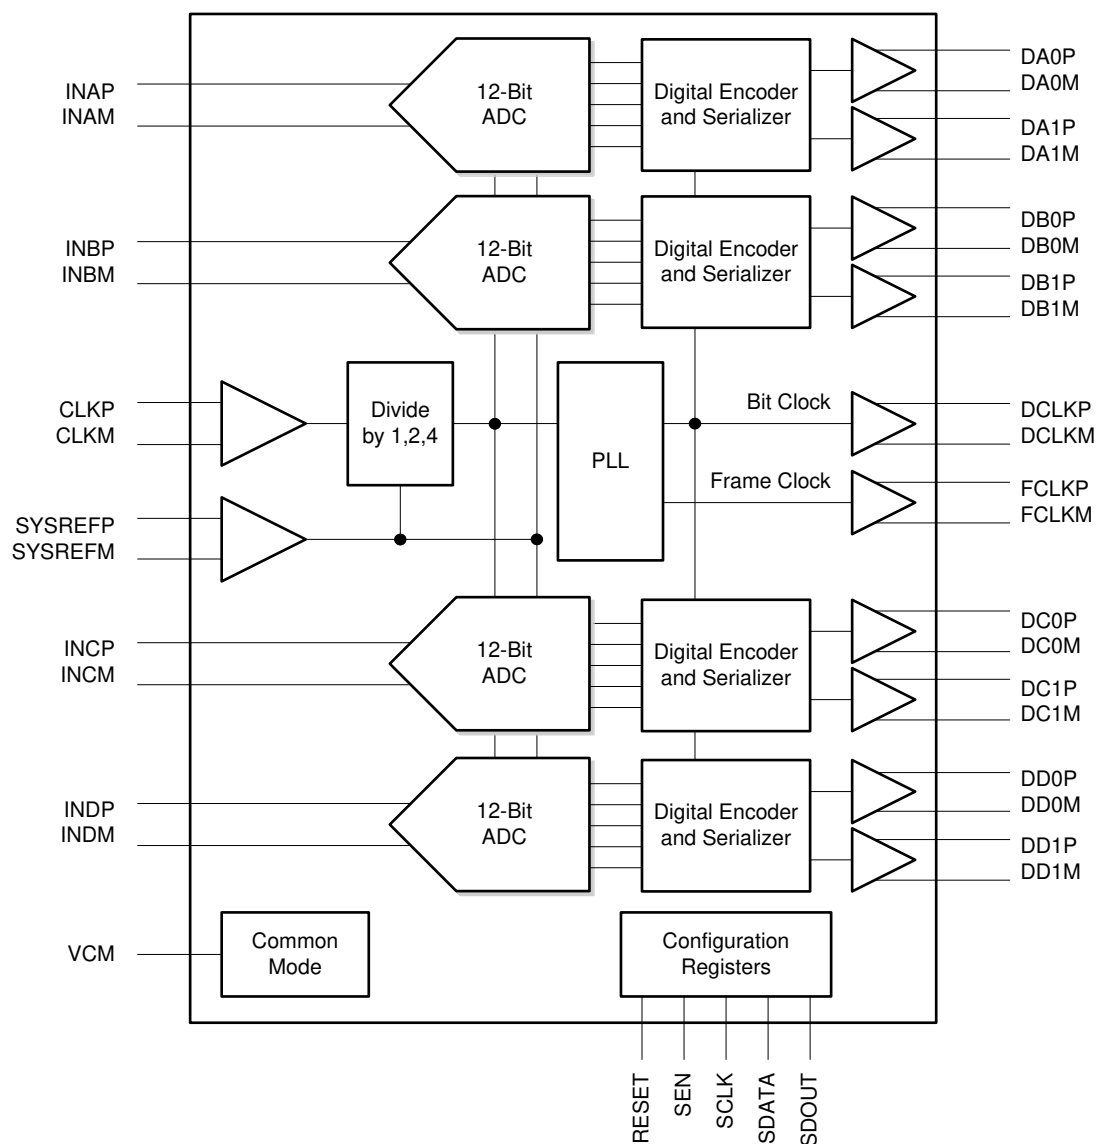 INAP
INAM
12-Bit
ADC
Digital Encoder
and Serializer
DA0P
DA0M
DA1P
DA1M
INBP
INBM
12-Bit
ADC
Digital Encoder
and Serializer
DB0P
DB0M
DB1P
DB1M
CLKP
CLKM
Divide
by 1,2,4
PLL
Bit Clock
DCLKP
DCLKM
Frame Clock
FCLKP
FCLKM
SYSREFP
SYSREFM
INCP
INCM
12-Bit
ADC
Digital Encoder
and Serializer
DC0P
DC0M
DC1P
DC1M
INDP
INDM
12-Bit
ADC
Digital Encoder
and Serializer
DD0P
DD0M
DD1P
DD1M
VCM
Common
Mode
Configuration
Registers
RESET
SEN
SCLK
SDATA
SDOUT